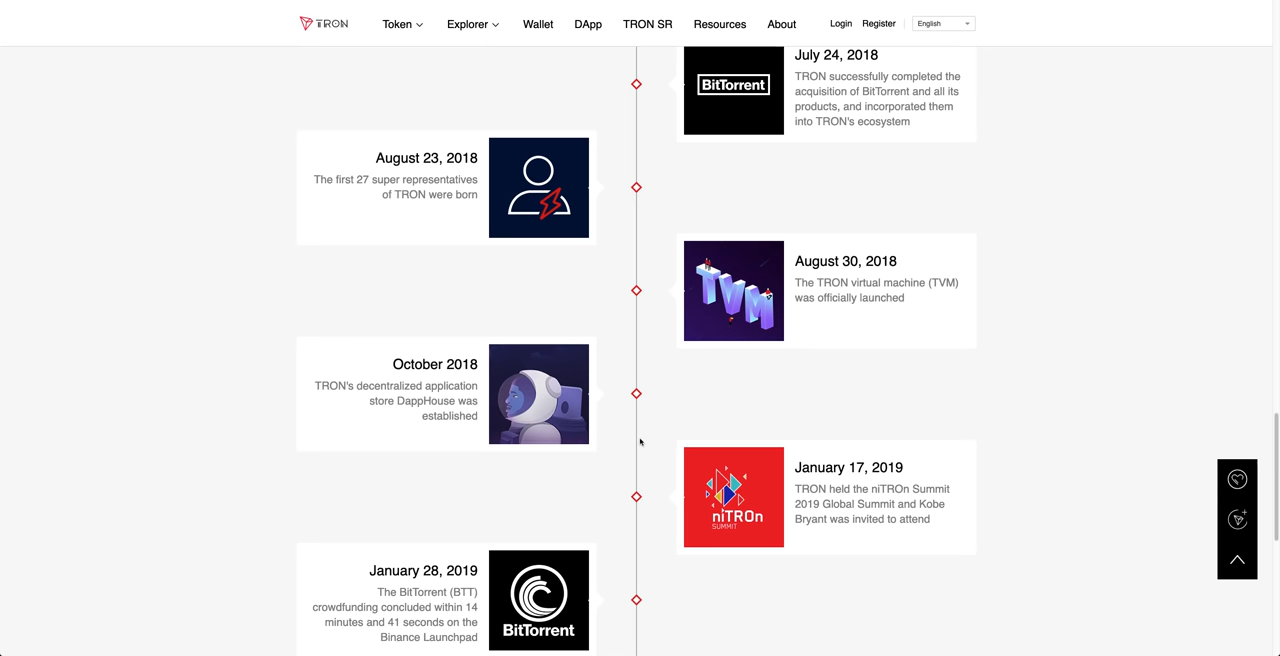 TRON
Token
Explorer
Wallet
DApp
TRON SR
Resources
About
Login
Register
English
BitTorrent
July 24, 2018
TRON successfully completed the
acquisition of BitTorrent and all its
products, and incorporated them
into TRON's ecosystem
August 23, 2018
The first 27 super representatives
of TRON were born
TVM
August 30, 2018
The TRON virtual machine (TVM)
was officially launched
October 2018
TRON's decentralized application
store DappHouse was
established
niTROn
SUMMIT
January 17, 2019
TRON held the niTROn Summit
2019 Global Summit and Kobe
Bryant was invited to attend
January 28, 2019
The BitTorrent (BTT)
crowdfunding concluded within 14
minutes and 41 seconds on the
Binance Launchpad
BitTorrent